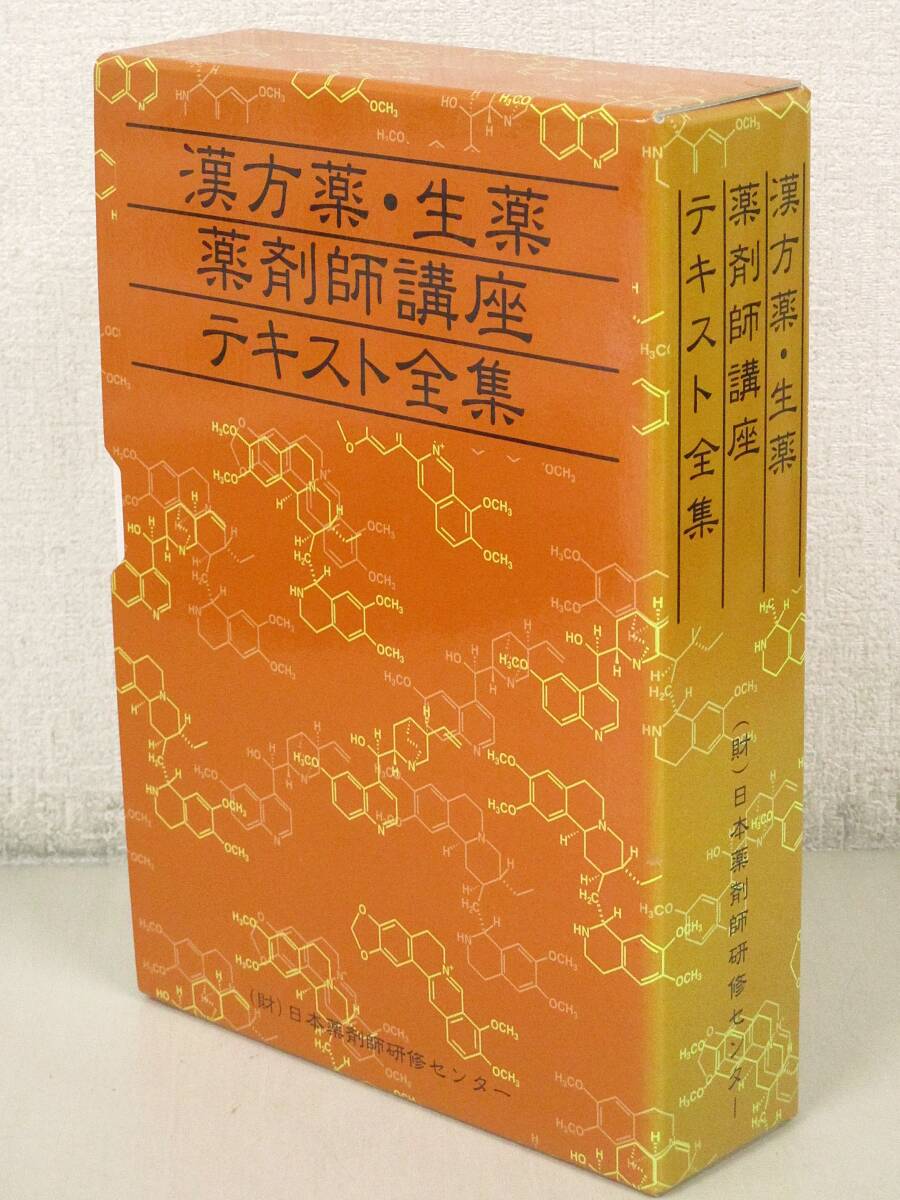 漢方薬・生薬
薬剤師講座
テキスト全集
(財)日本薬剤師研修センター
漢方薬・生薬
薬剤師講座
テキスト全集
(財)日本薬剤師研修センター